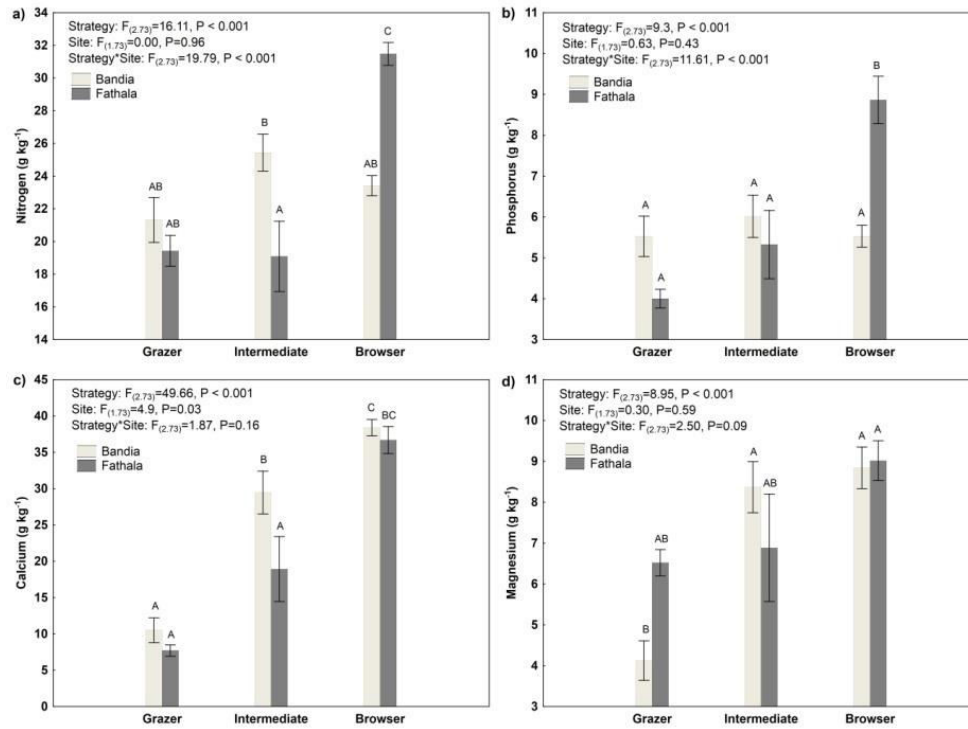 a)
Strategy: F(2.73)=16.11, P < 0.001
Site: F(1.73)=0.00, P=0.96
Strategy*Site: F(2.73)=19.79, P < 0.001
Bandia
Fathala
Nitrogen (g kg-1)
34
32
30
28
26
24
22
20
18
16
14
AB
AB
B
A
AB
C
Grazer
Intermediate
Browser
b)
Strategy: F(2.73)=9.3, P < 0.001
Site: F(1.73)=0.63, P=0.43
Strategy*Site: F(2.73)=11.61, P < 0.001
Bandia
Fathala
Phosphorus (g kg-1)
11
10
9
8
7
6
5
4
3
A
A
A
A
A
B
Grazer
Intermediate
Browser
c)
Strategy: F(2.73)=49.66, P < 0.001
Site: F(1.73)=4.9, P=0.03
Strategy*Site: F(2.73)=1.87, P=0.16
Bandia
Fathala
Calcium (g kg-1)
45
40
35
30
25
20
15
10
5
0
A
A
B
A
C
BC
Grazer
Intermediate
Browser
d)
Strategy: F(2.73)=8.95, P < 0.001
Site: F(1.73)=0.30, P=0.59
Strategy*Site: F(2.73)=2.50, P=0.09
Bandia
Fathala
Magnesium (g kg-1)
11
10
9
8
7
6
5
4
3
B
AB
A
AB
A
A
Grazer
Intermediate
Browser